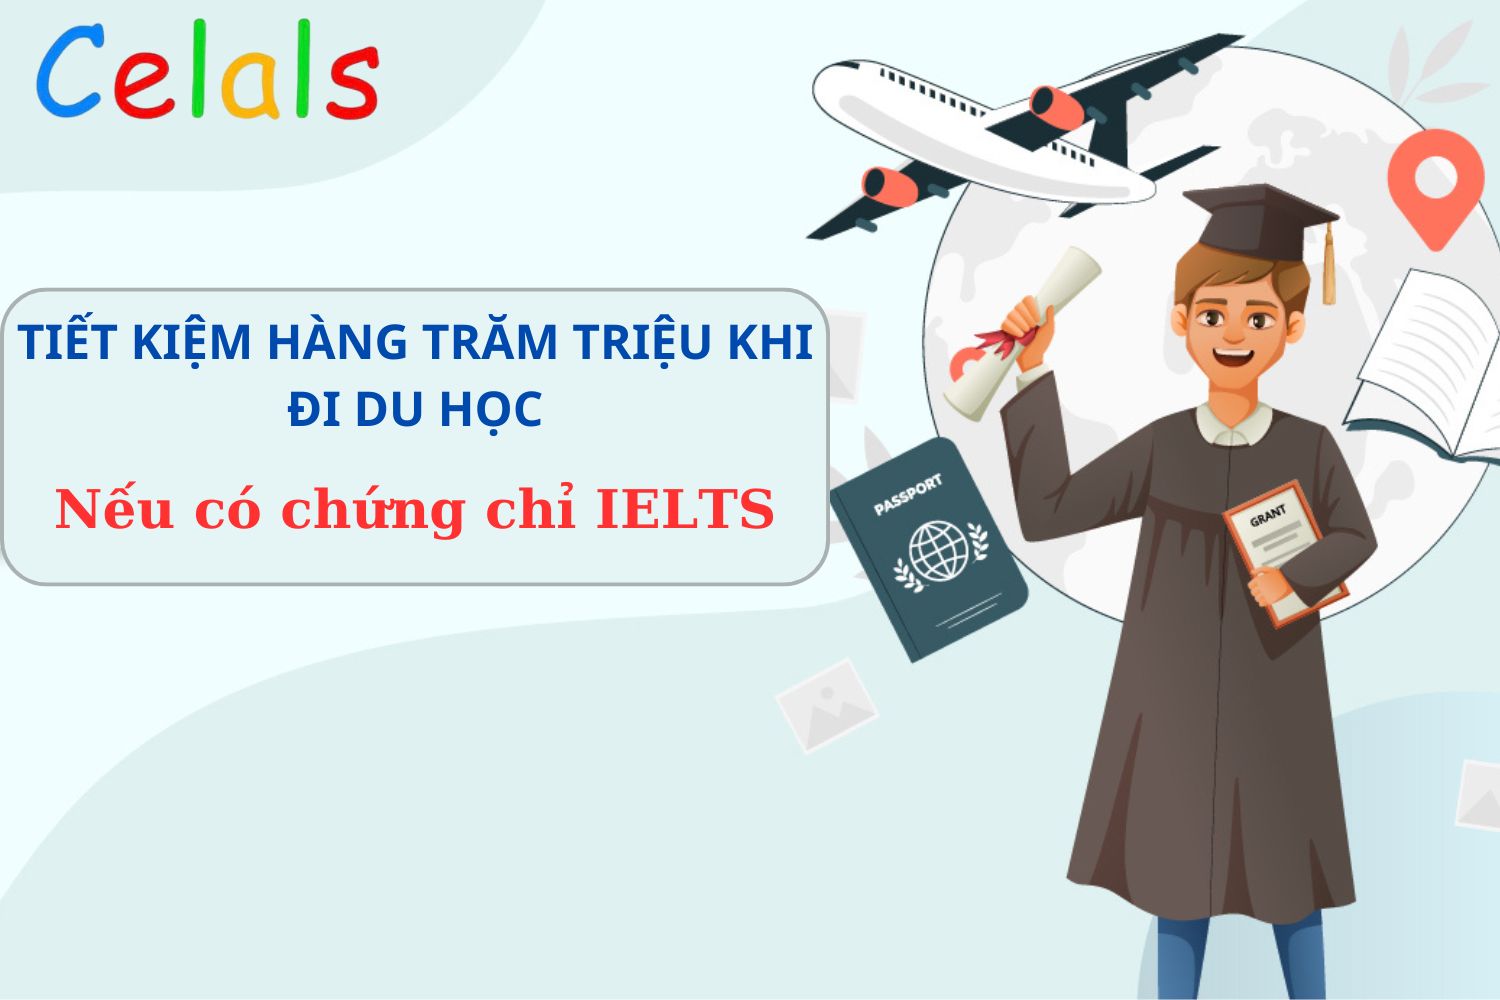 Celals
TIẾT KIỆM HÀNG TRĂM TRIỆU KHI
ĐI DU HỌC
Nếu có chứng chỉ IELTS
PASSPORT
GRANT